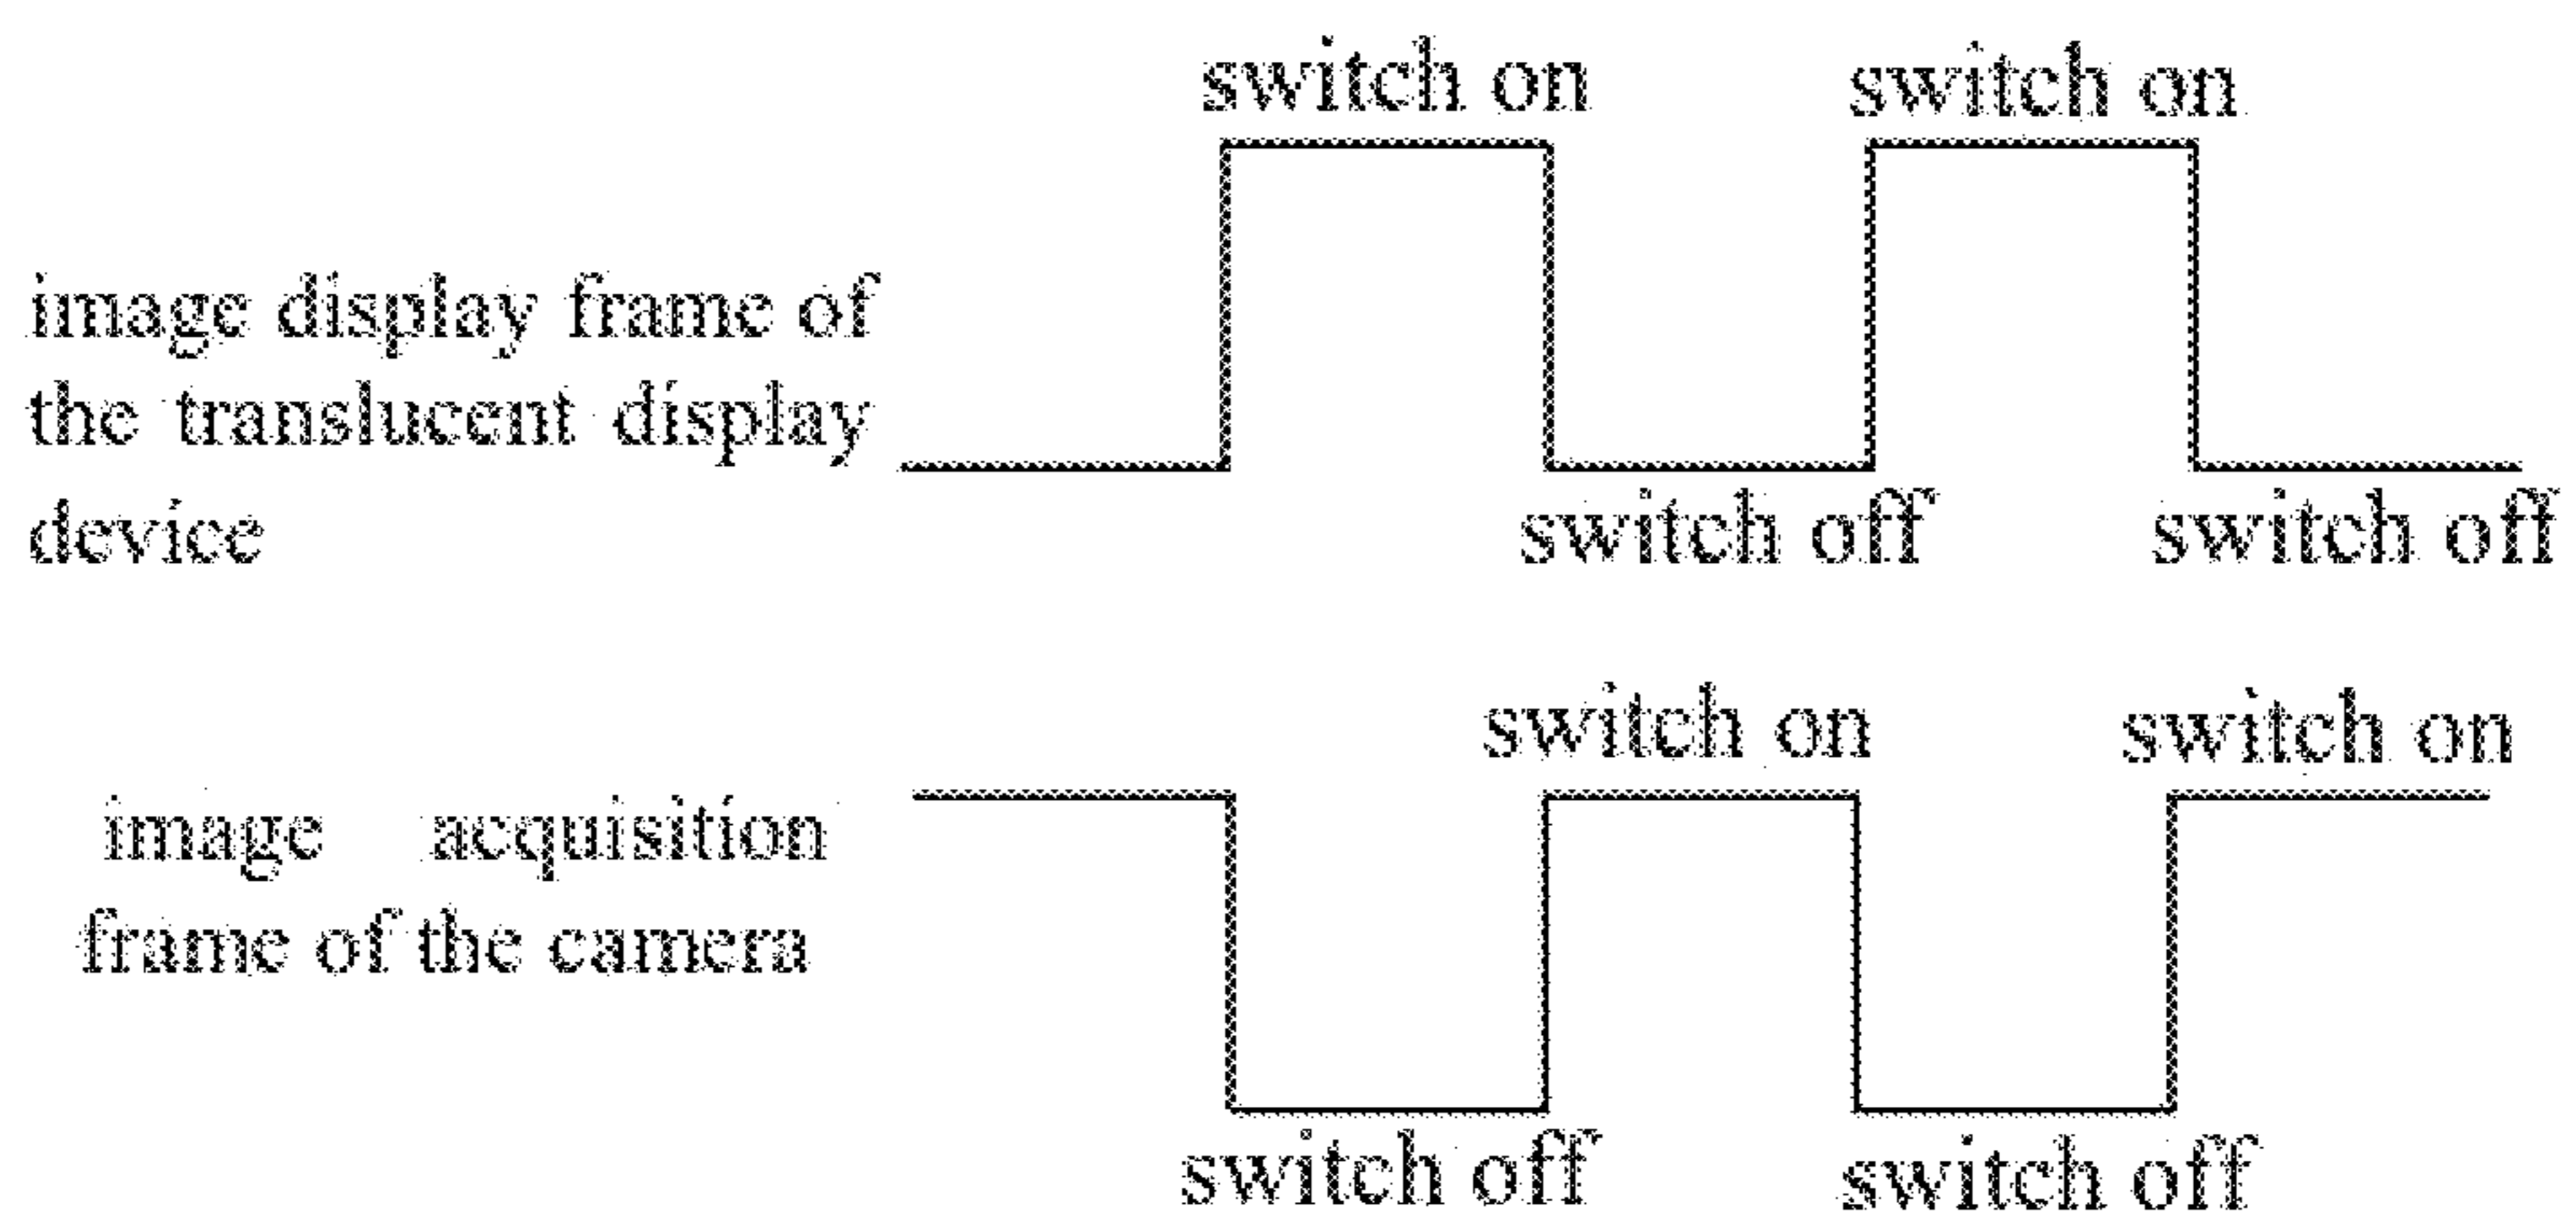 switch on switch on
image display frame of
the translucent display
device
switch off switch off
switch on switch on
image acquisition
frame of the camera
switch off switch off